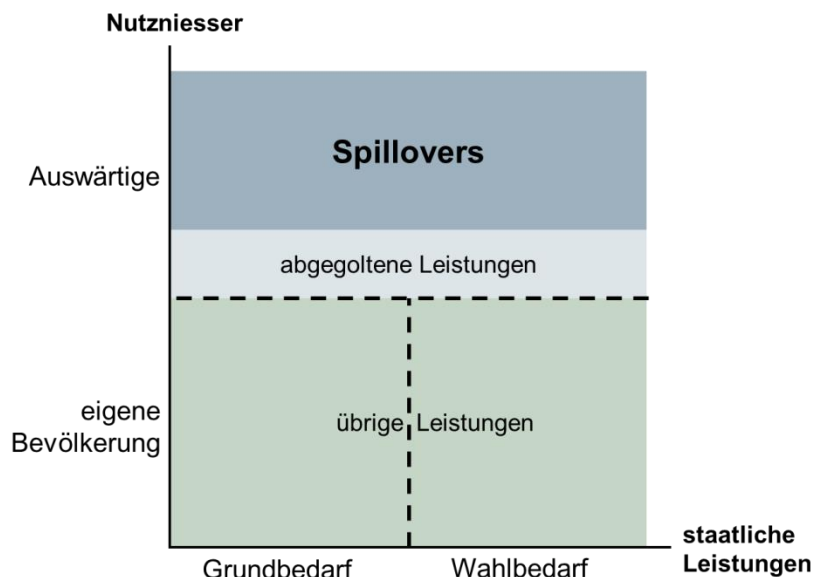 Nutzniesser
Spillovers
Auswärtige
abgegoltene Leistungen
eigene
Bevölkerung
übrige Leistungen
staatliche
Leistungen
Grundbedarf
Wahlbedarf